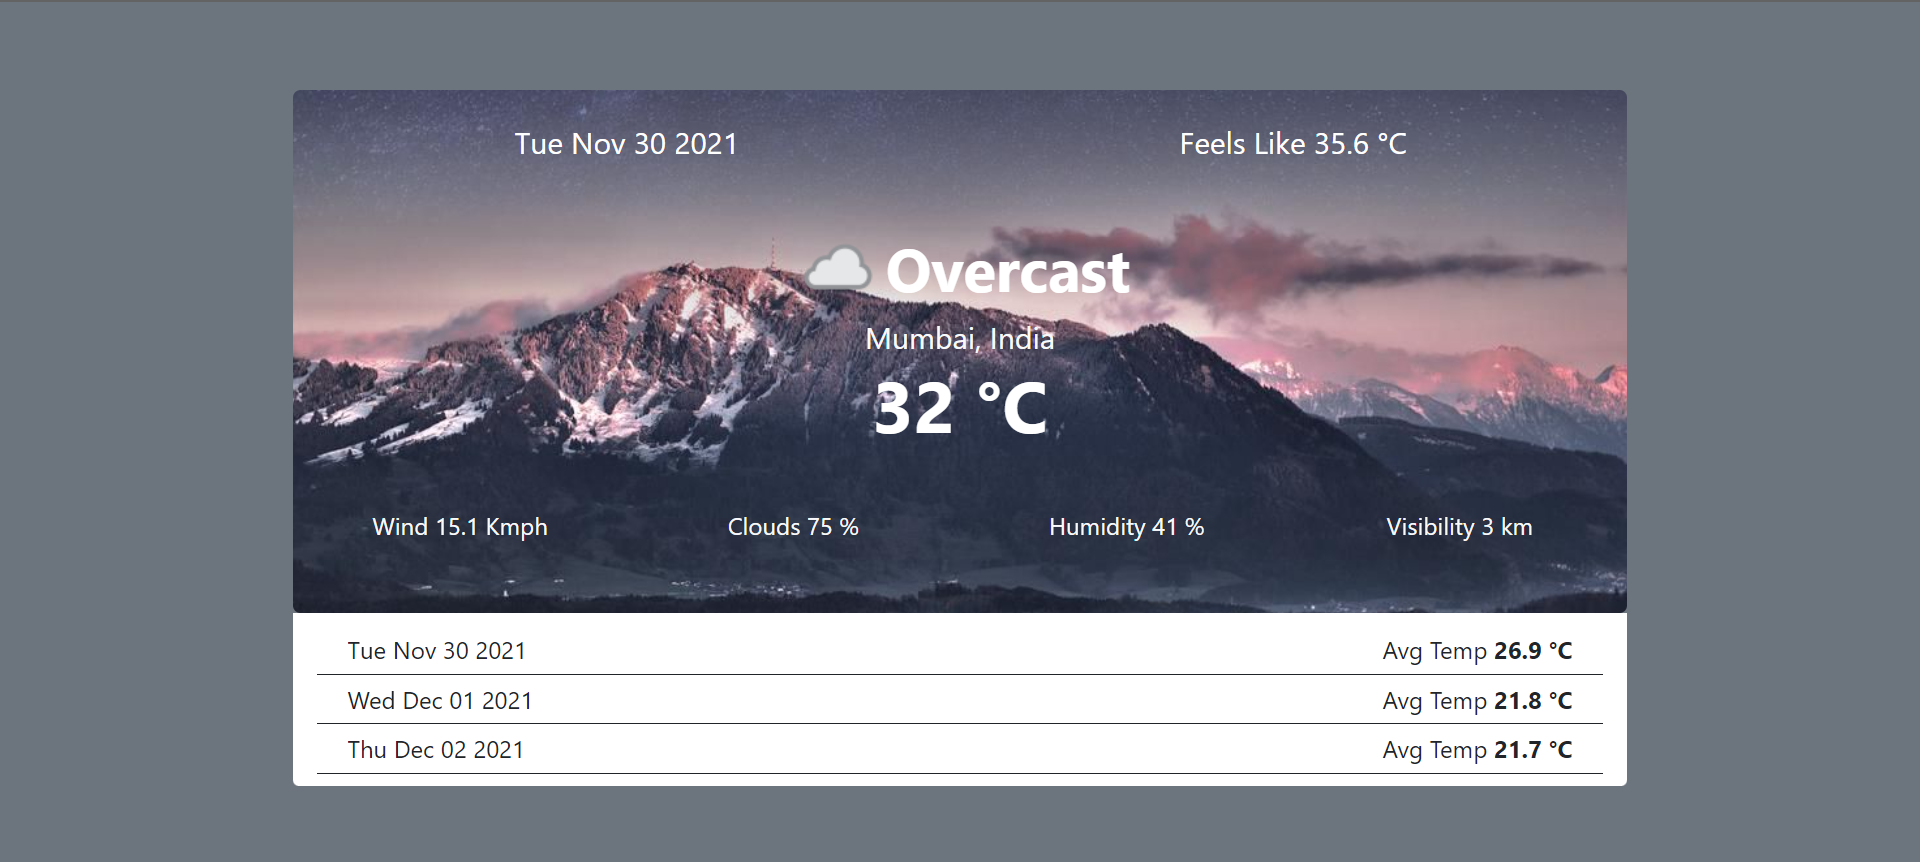 Tue Nov 30 2021 Feels Like 35.6 °C
Overcast
Mumbai, India
32 °C
Wind 15.1 Kmph Clouds 75 % Humidity 41 % Visibility 3 km
Tue Nov 30 2021 Avg Temp 26.9 °C
Wed Dec 01 2021 Avg Temp 21.8 °C
Thu Dec 02 2021 Avg Temp 21.7 °C